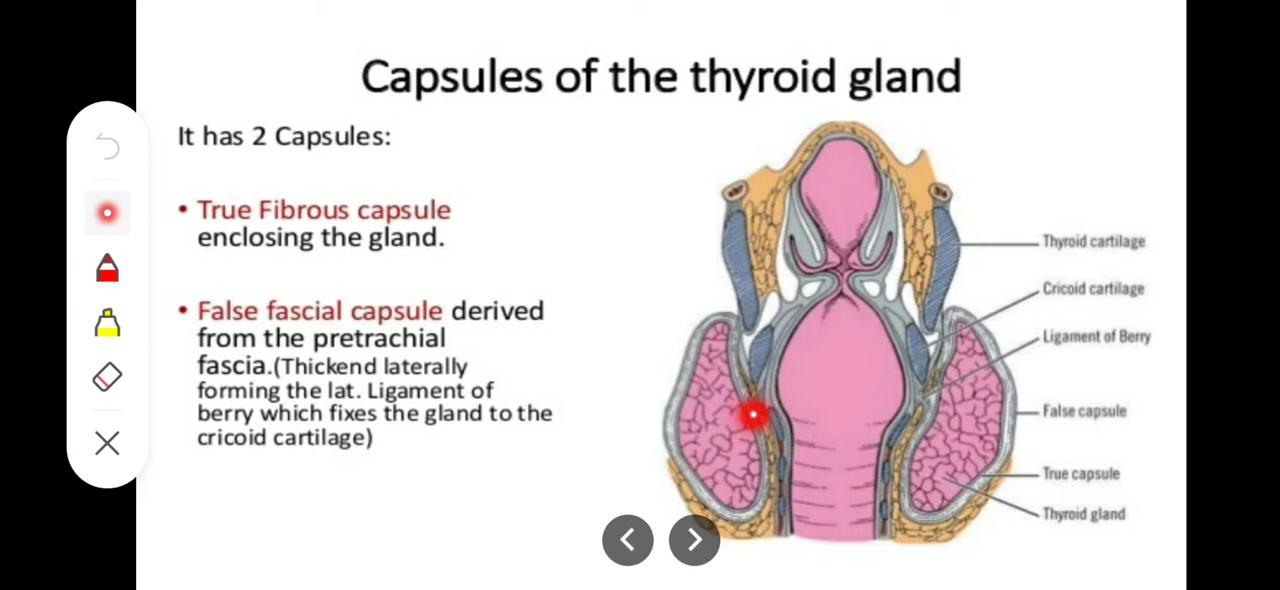 Capsules of the thyroid gland
It has 2 Capsules:
• True Fibrous capsule
enclosing the gland.
• False fascial capsule derived
from the pretrachial
fascia.(Thickend laterally
forming the lat. Ligament of
berry which fixes the gland to the
cricoid cartilage)
Thyroid cartilage
Cricoid cartilage
Ligament of Berry
False capsule
True capsule
Thyroid gland